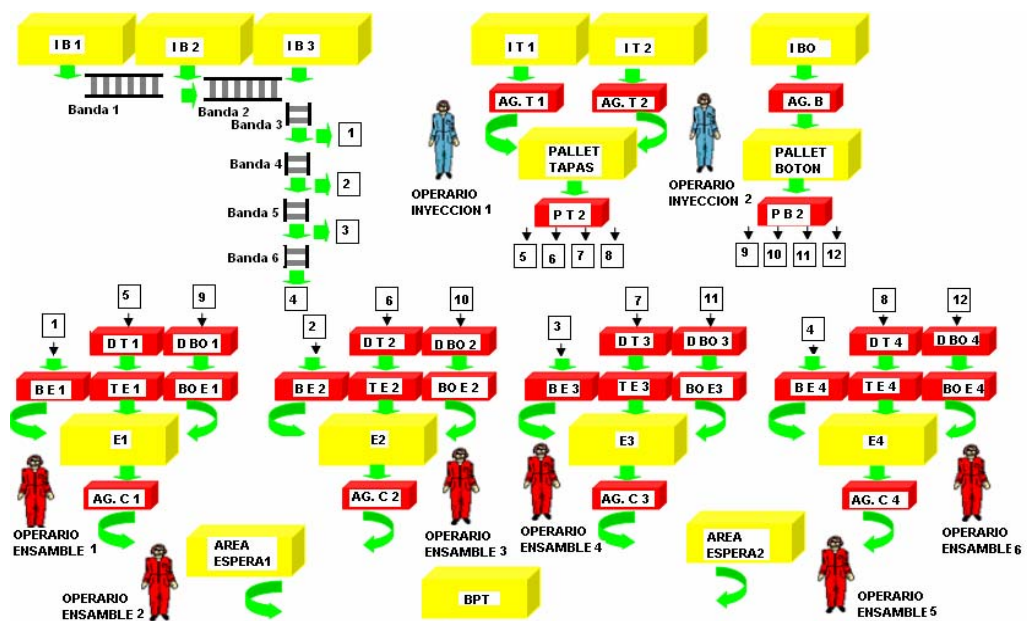 I B 1
I B 2
I B 3
I T 1
I T 2
I BO
Banda 1
Banda 2
Banda 3
1
Banda 4
2
Banda 5
3
Banda 6
4
AG. T 1
AG. T 2
AG. B
PALLET
TAPAS
PALLET
BOTON
OPERARIO
INYECCION 1
OPERARIO
INYECCION 2
P T 2
P B 2
5
6
7
8
9
10
11
12
1
5
9
2
6
10
3
7
11
4
8
12
D T 1
D BO 1
D T 2
D BO 2
D T 3
D BO 3
D T 4
D BO 4
B E 1
T E 1
BO E 1
B E 2
T E 2
BO E 2
B E 3
T E 3
BO E3
B E 4
T E 4
BO E 4
E1
E2
E3
E4
AG. C 1
AG. C 2
AG. C 3
AG. C 4
OPERARIO
ENSAMBLE 1
OPERARIO
ENSAMBLE 2
OPERARIO
ENSAMBLE 3
OPERARIO
ENSAMBLE 4
OPERARIO
ENSAMBLE 5
OPERARIO
ENSAMBLE 6
AREA
ESPERA1
BPT
AREA
ESPERA2